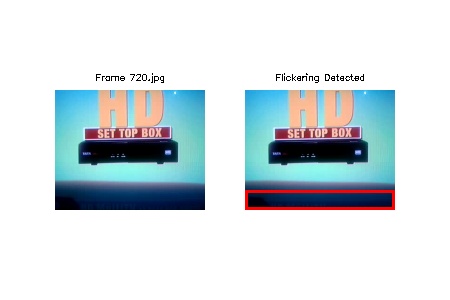 Frame 720.jpg
Flickering Detected
HD
SET TOP BOX
HD
SET TOP BOX